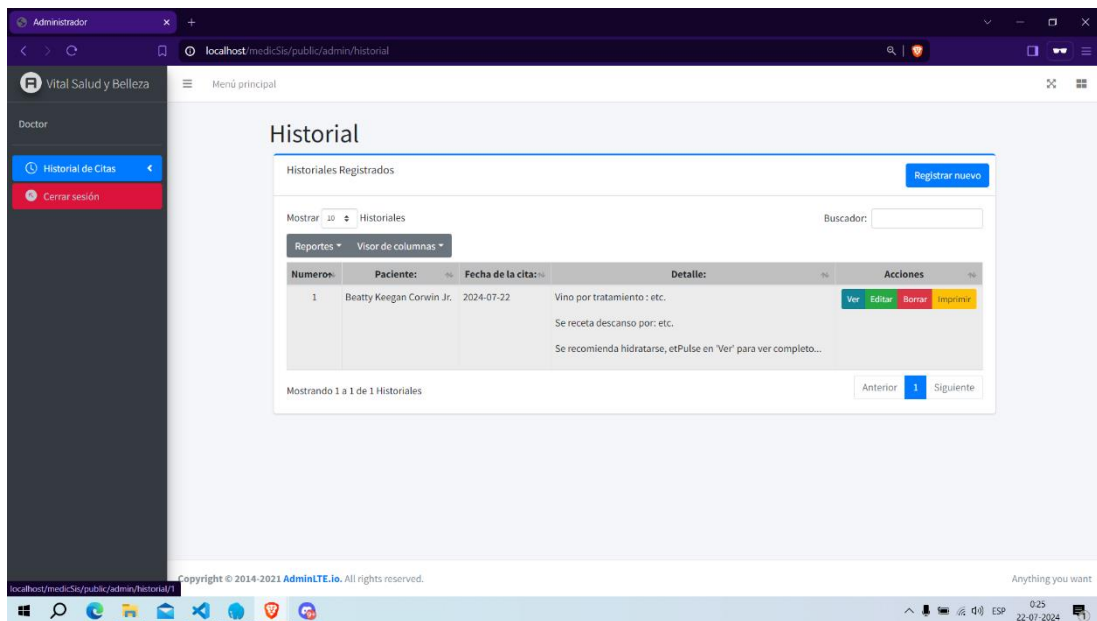 Administrador
localhost/medicSis/public/admin/historial
Vital Salud y Belleza
Menú principal
Doctor
Historial de Citas
Cerrar sesión
Historial
Historiales Registrados
Registrar nuevo
Mostrar 10 Historiales
Buscador:
Reportes Visor de columnas
Numero: Paciente: Fecha de la cita: Detalle: Acciones
1 Beatty Keegan Corwin Jr. 2024-07-22 Vino por tratamiento : etc. Ver Editar Borrar Imprimir
Se receta descanso por: etc.
Se recomienda hidratarse, etPulse en 'Ver' para ver completo...
Mostrando 1 a 1 de 1 Historiales
Anterior 1 Siguiente
Copyright © 2014-2021 AdminLTE.io. All rights reserved.
Anything you want
localhost/medicSis/public/admin/historial/1
ESP
0:25
22-07-2024